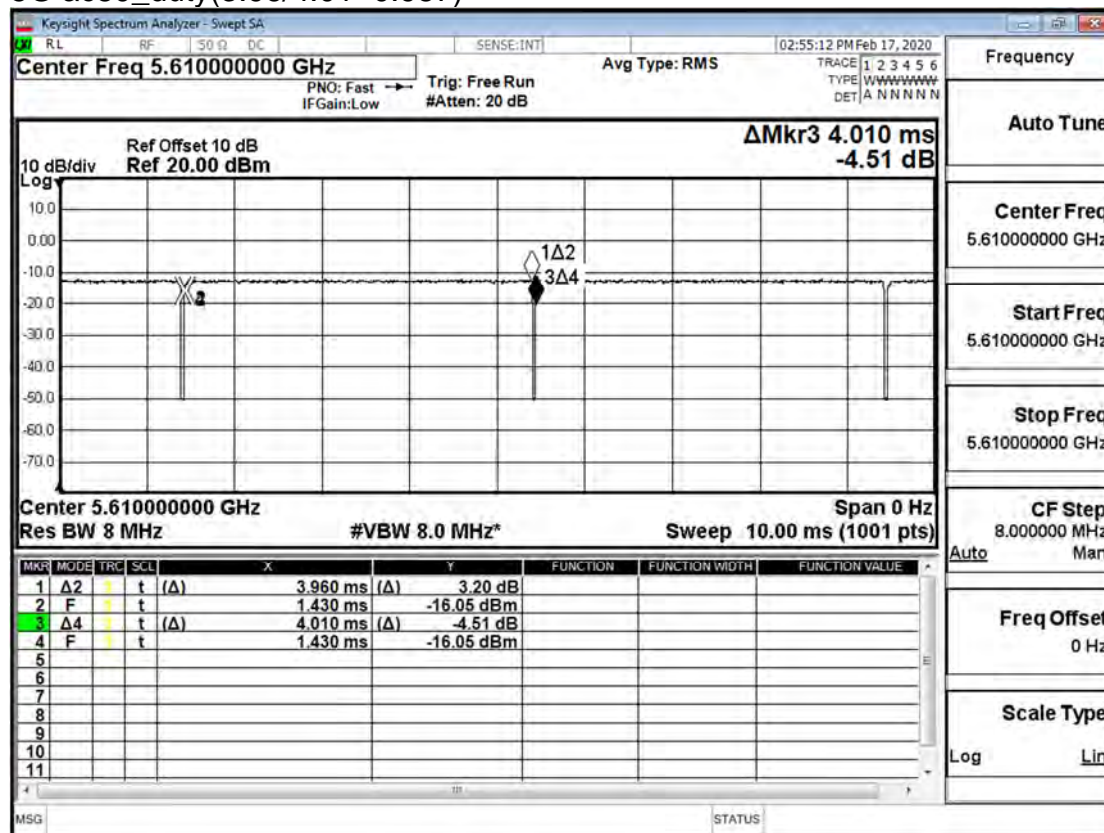 Keysight Spectrum Analyzer - Swept SA
RL RF 50 Ω DC SENSE:INT 02:55:12 PM Feb 17, 2020
Center Freq 5.610000000 GHz Avg Type: RMS TRACE 1 2 3 4 5 6
PNO: Fast Trig: Free Run TYPE WWWWWW
IFGain:Low #Atten: 20 dB DET A N N N N N
Frequency
Auto Tune
ΔMkr3 4.010 ms
-4.51 dB
Ref Offset 10 dB
10 dB/div Ref 20.00 dBm
Log
10.0
0.00
-10.0
-20.0
-30.0
-40.0
-50.0
-60.0
-70.0
1Δ2
3Δ4
Center Freq
5.610000000 GHz
Start Freq
5.610000000 GHz
Stop Freq
5.610000000 GHz
Center 5.610000000 GHz Span 0 Hz
Res BW 8 MHz #VBW 8.0 MHz* Sweep 10.00 ms (1001 pts)
CF Step
8.000000 MHz
Auto Man
MKR MODE TRC SCL X Y FUNCTION FUNCTION WIDTH FUNCTION VALUE
1 Δ2 1 t (Δ) 3.960 ms (Δ) 3.20 dB
2 F 1 t 1.430 ms -16.05 dBm
3 Δ4 1 t (Δ) 4.010 ms (Δ) -4.51 dB
4 F 1 t 1.430 ms -16.05 dBm
5
6
7
8
9
10
11
Freq Offset
0 Hz
Scale Type
Log Lin
MSG STATUS